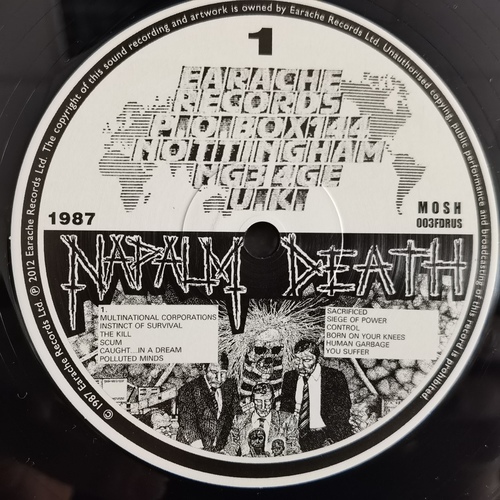 1
EARACHE
RECORDS
P.O. BOX 144
NOTTINGHAM
NG3 4GE
U.K.
1987
MOSH
003FDRUS
NAPALM DEATH
1.
MULTINATIONAL CORPORATIONS
INSTINCT OF SURVIVAL
THE KILL
SCUM
CAUGHT...IN A DREAM
POLLUTED MINDS
SACRIFICED
SIEGE OF POWER
CONTROL
BORN ON YOUR KNEES
HUMAN GARBAGE
YOU SUFFER
© 1987 Earache Records Ltd. ℗ 2012 Earache Records Ltd. The copyright of this sound recording and artwork is owned by Earache Records Ltd. Unauthorised copying, public performance and broadcasting of this record is prohibited